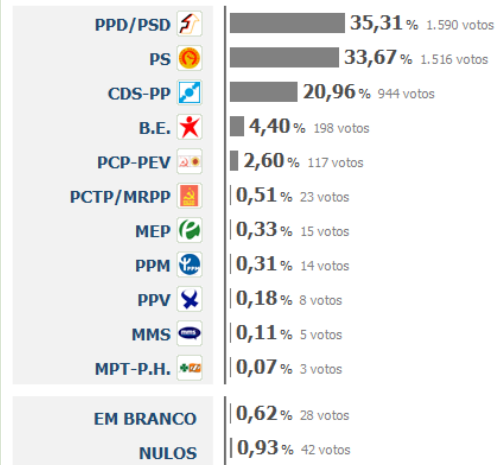 PPD/PSD 35,31% 1.590 votos
PS 33,67% 1.516 votos
CDS-PP 20,96% 944 votos
B.E. 4,40% 198 votos
PCP-PEV 2,60% 117 votos
PCTP/MRPP 0,51% 23 votos
MEP 0,33% 15 votos
PPM PPM 0,31% 14 votos
PPV 0,18% 8 votos
MMS mms 0,11% 5 votos
MPT-P.H. 0,07% 3 votos
EM BRANCO 0,62% 28 votos
NULOS 0,93% 42 votos